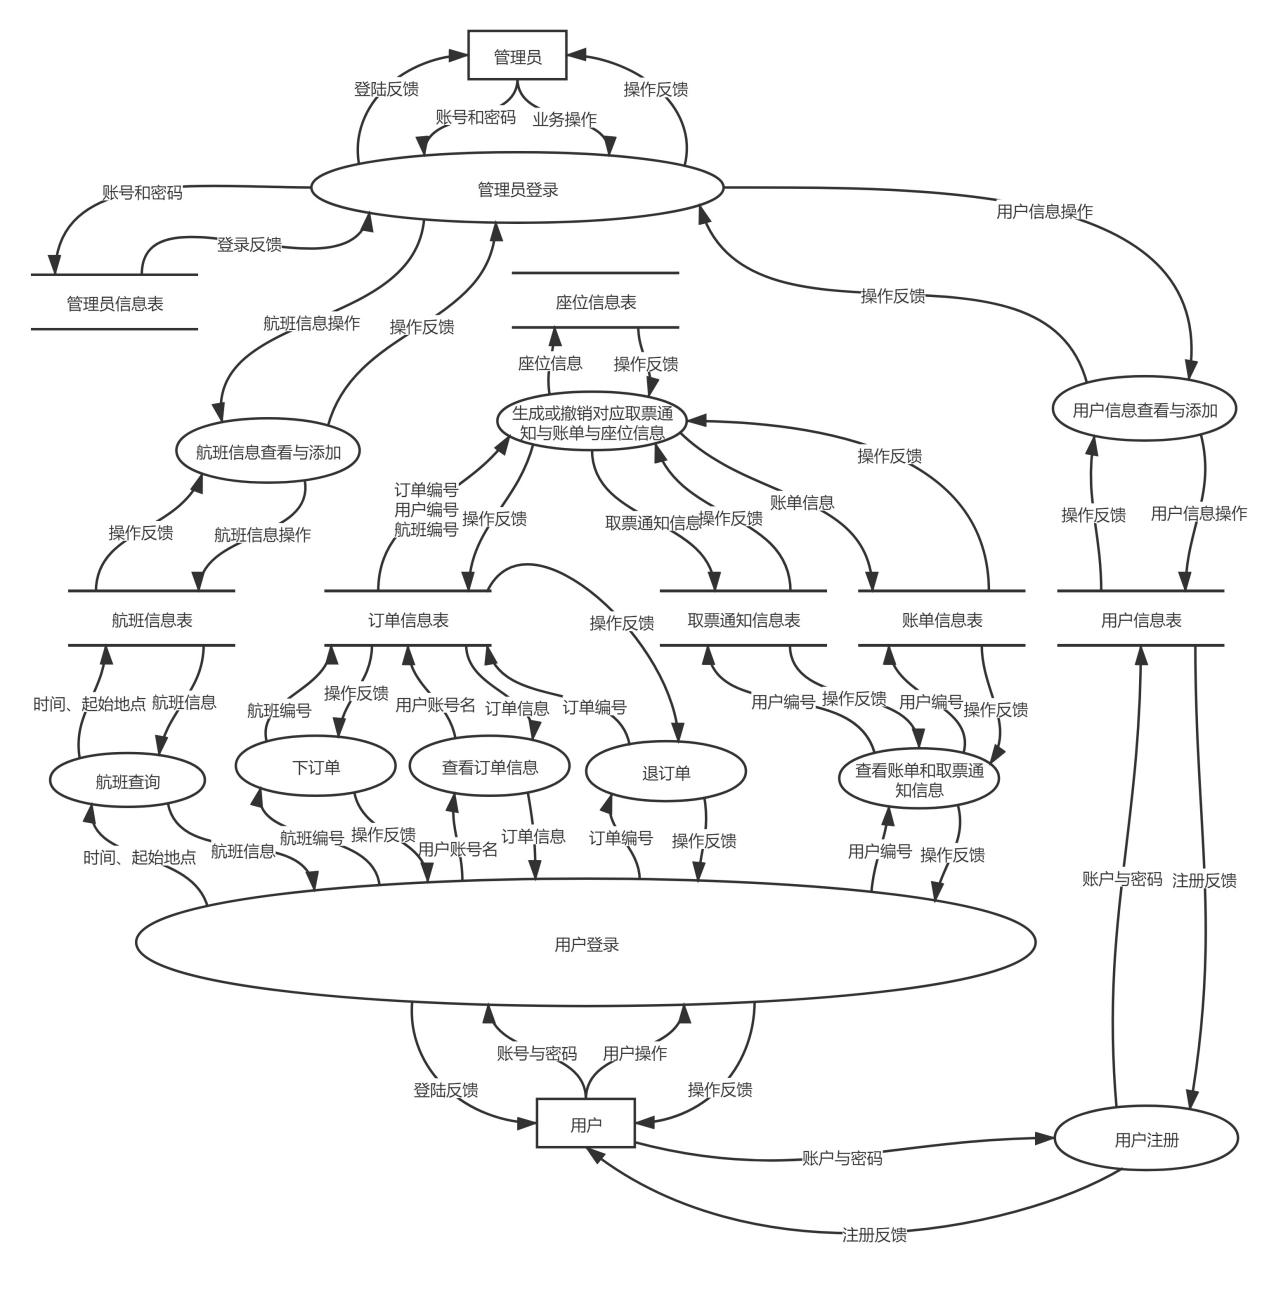 管理员
登陆反馈
操作反馈
账号和密码
业务操作
管理员登录
账号和密码
用户信息操作
登录反馈
操作反馈
管理员信息表
座位信息表
航班信息操作
操作反馈
座位信息
操作反馈
生成或撤销对应取票通
知与账单与座位信息
用户信息查看与添加
航班信息查看与添加
操作反馈
订单编号
用户编号
航班编号
账单信息
操作反馈
取票通知信息
操作反馈
操作反馈
用户信息操作
操作反馈
航班信息操作
航班信息表
订单信息表
操作反馈
取票通知信息表
账单信息表
用户信息表
时间、起始地点
航班信息
航班编号
操作反馈
用户账号名
订单信息
订单编号
用户编号
操作反馈
用户编号
操作反馈
航班查询
下订单
查看订单信息
退订单
查看账单和取票通
知信息
时间、起始地点
航班信息
航班编号
操作反馈
用户账号名
订单信息
订单编号
操作反馈
用户编号
操作反馈
账户与密码
注册反馈
用户登录
账号与密码
用户操作
登陆反馈
操作反馈
用户
用户注册
账户与密码
注册反馈